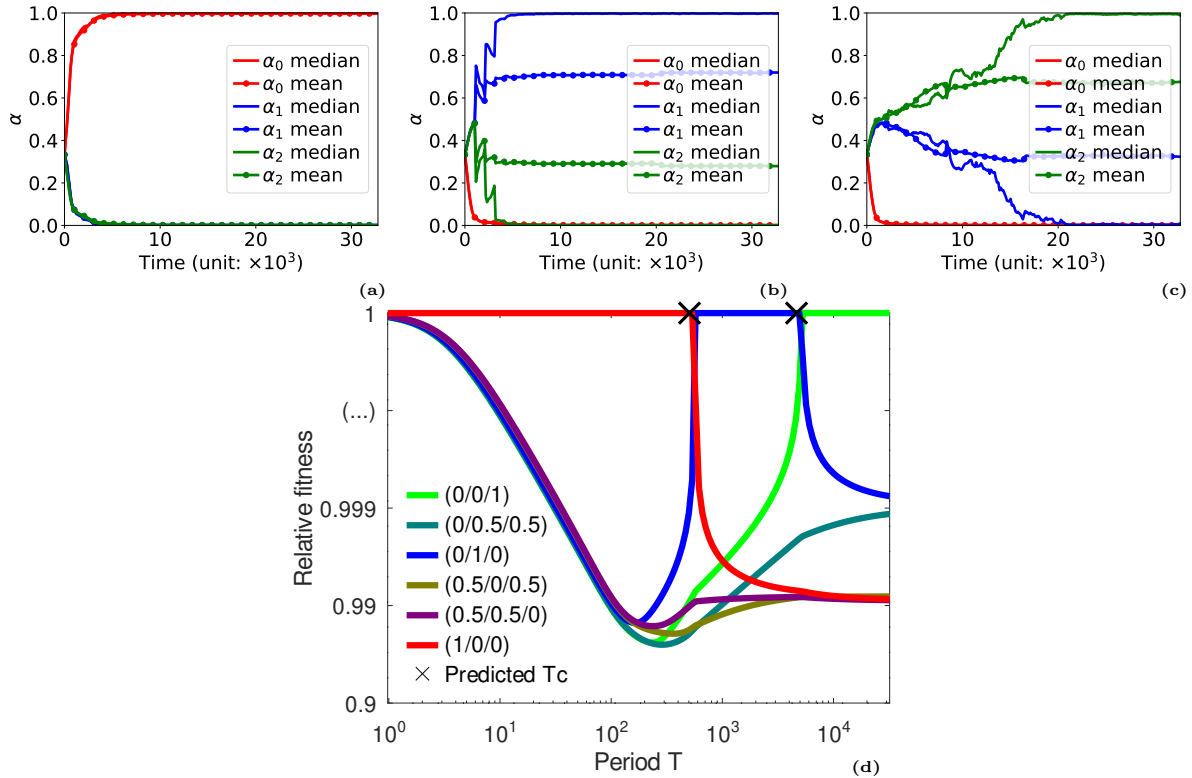 1.0
0.8
0.6
0.4
0.2
0.0
α
α₀ median
α₀ mean
α₁ median
α₁ mean
α₂ median
α₂ mean
0 10 20 30
Time (unit: ×10³)
(a)
1.0
0.8
0.6
0.4
0.2
0.0
α
α₀ median
α₀ mean
α₁ median
α₁ mean
α₂ median
α₂ mean
0 10 20 30
Time (unit: ×10³)
(b)
1.0
0.8
0.6
0.4
0.2
0.0
α
α₀ median
α₀ mean
α₁ median
α₁ mean
α₂ median
α₂ mean
0 10 20 30
Time (unit: ×10³)
(c)
1
(...)
0.999
0.99
0.9
Relative fitness
(0/0/1)
(0/0.5/0.5)
(0/1/0)
(0.5/0/0.5)
(0.5/0.5/0)
(1/0/0)
Predicted Tc
10⁰ 10¹ 10² 10³ 10⁴
Period T
(d)